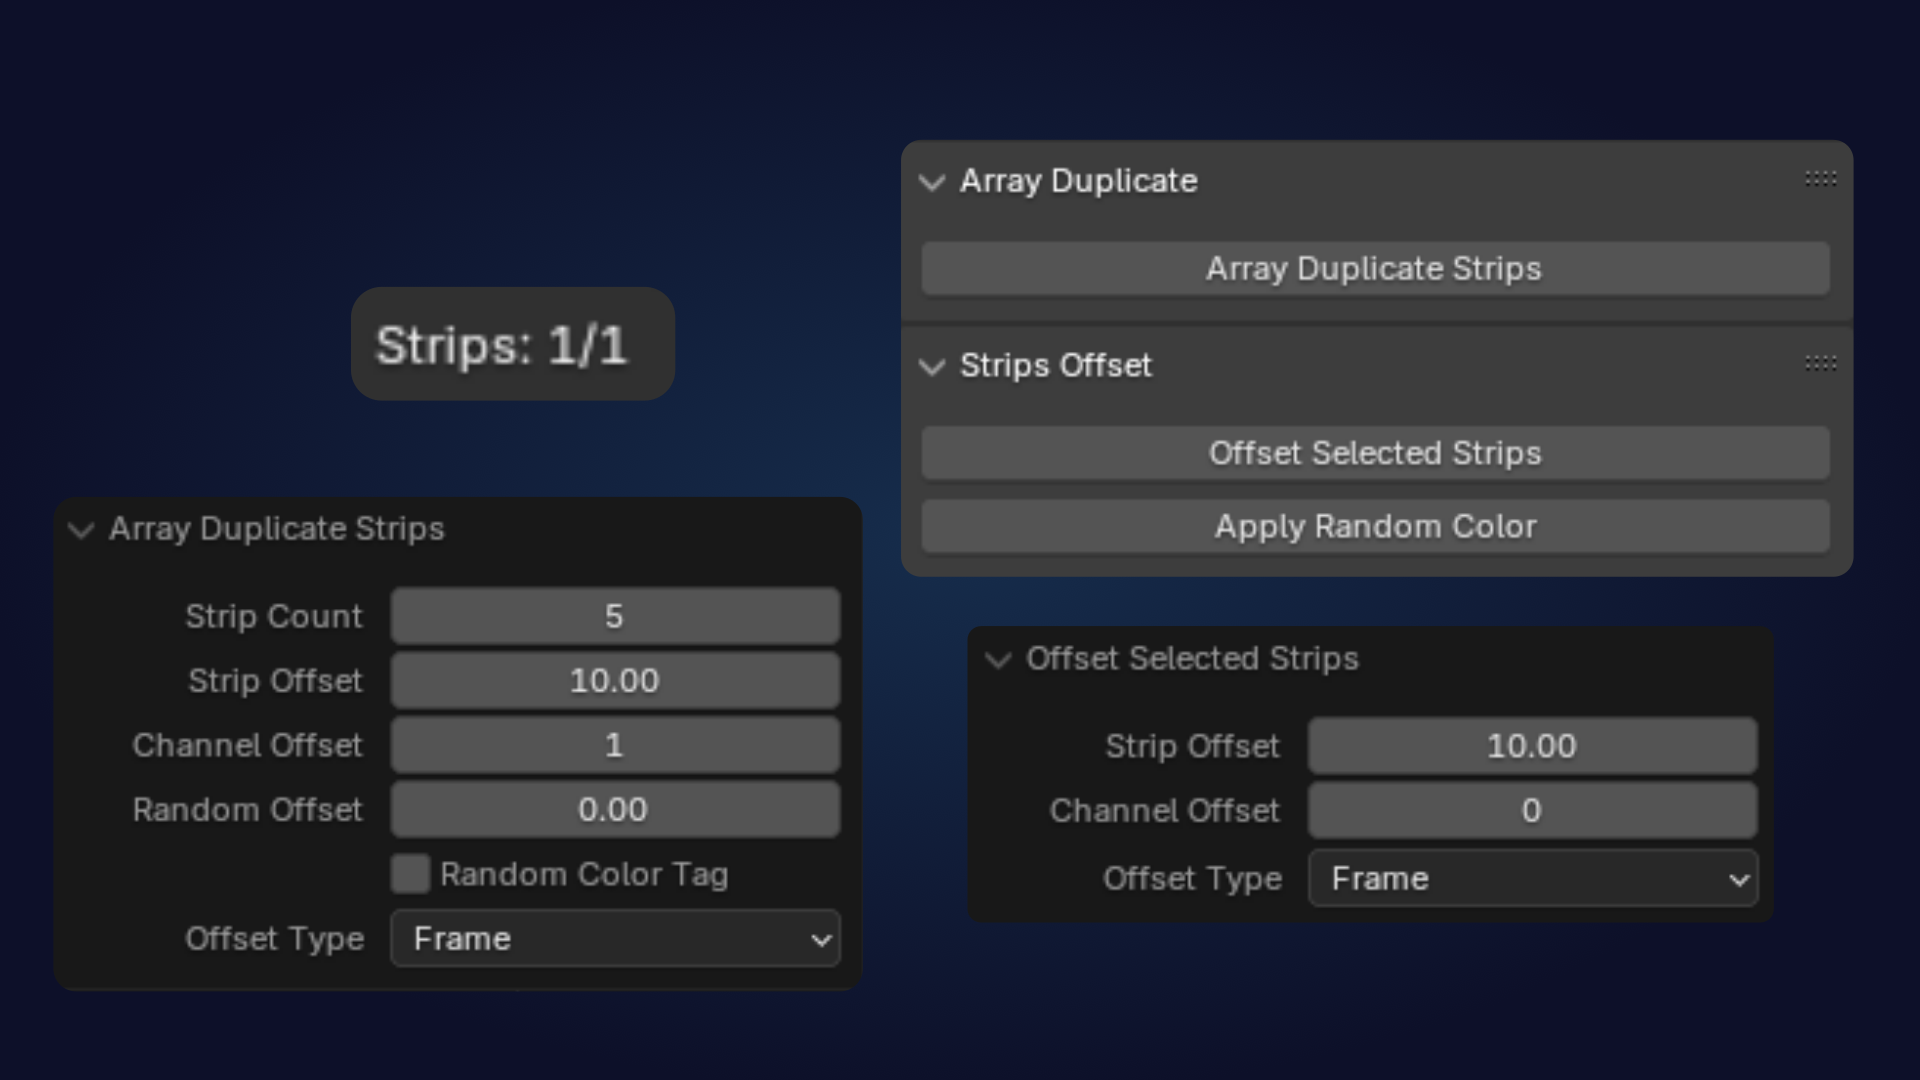 Strips: 1/1
Array Duplicate
Array Duplicate Strips
Strips Offset
Offset Selected Strips
Apply Random Color
Array Duplicate Strips
Strip Count 5
Strip Offset 10.00
Channel Offset 1
Random Offset 0.00
Random Color Tag
Offset Type Frame
Offset Selected Strips
Strip Offset 10.00
Channel Offset 0
Offset Type Frame